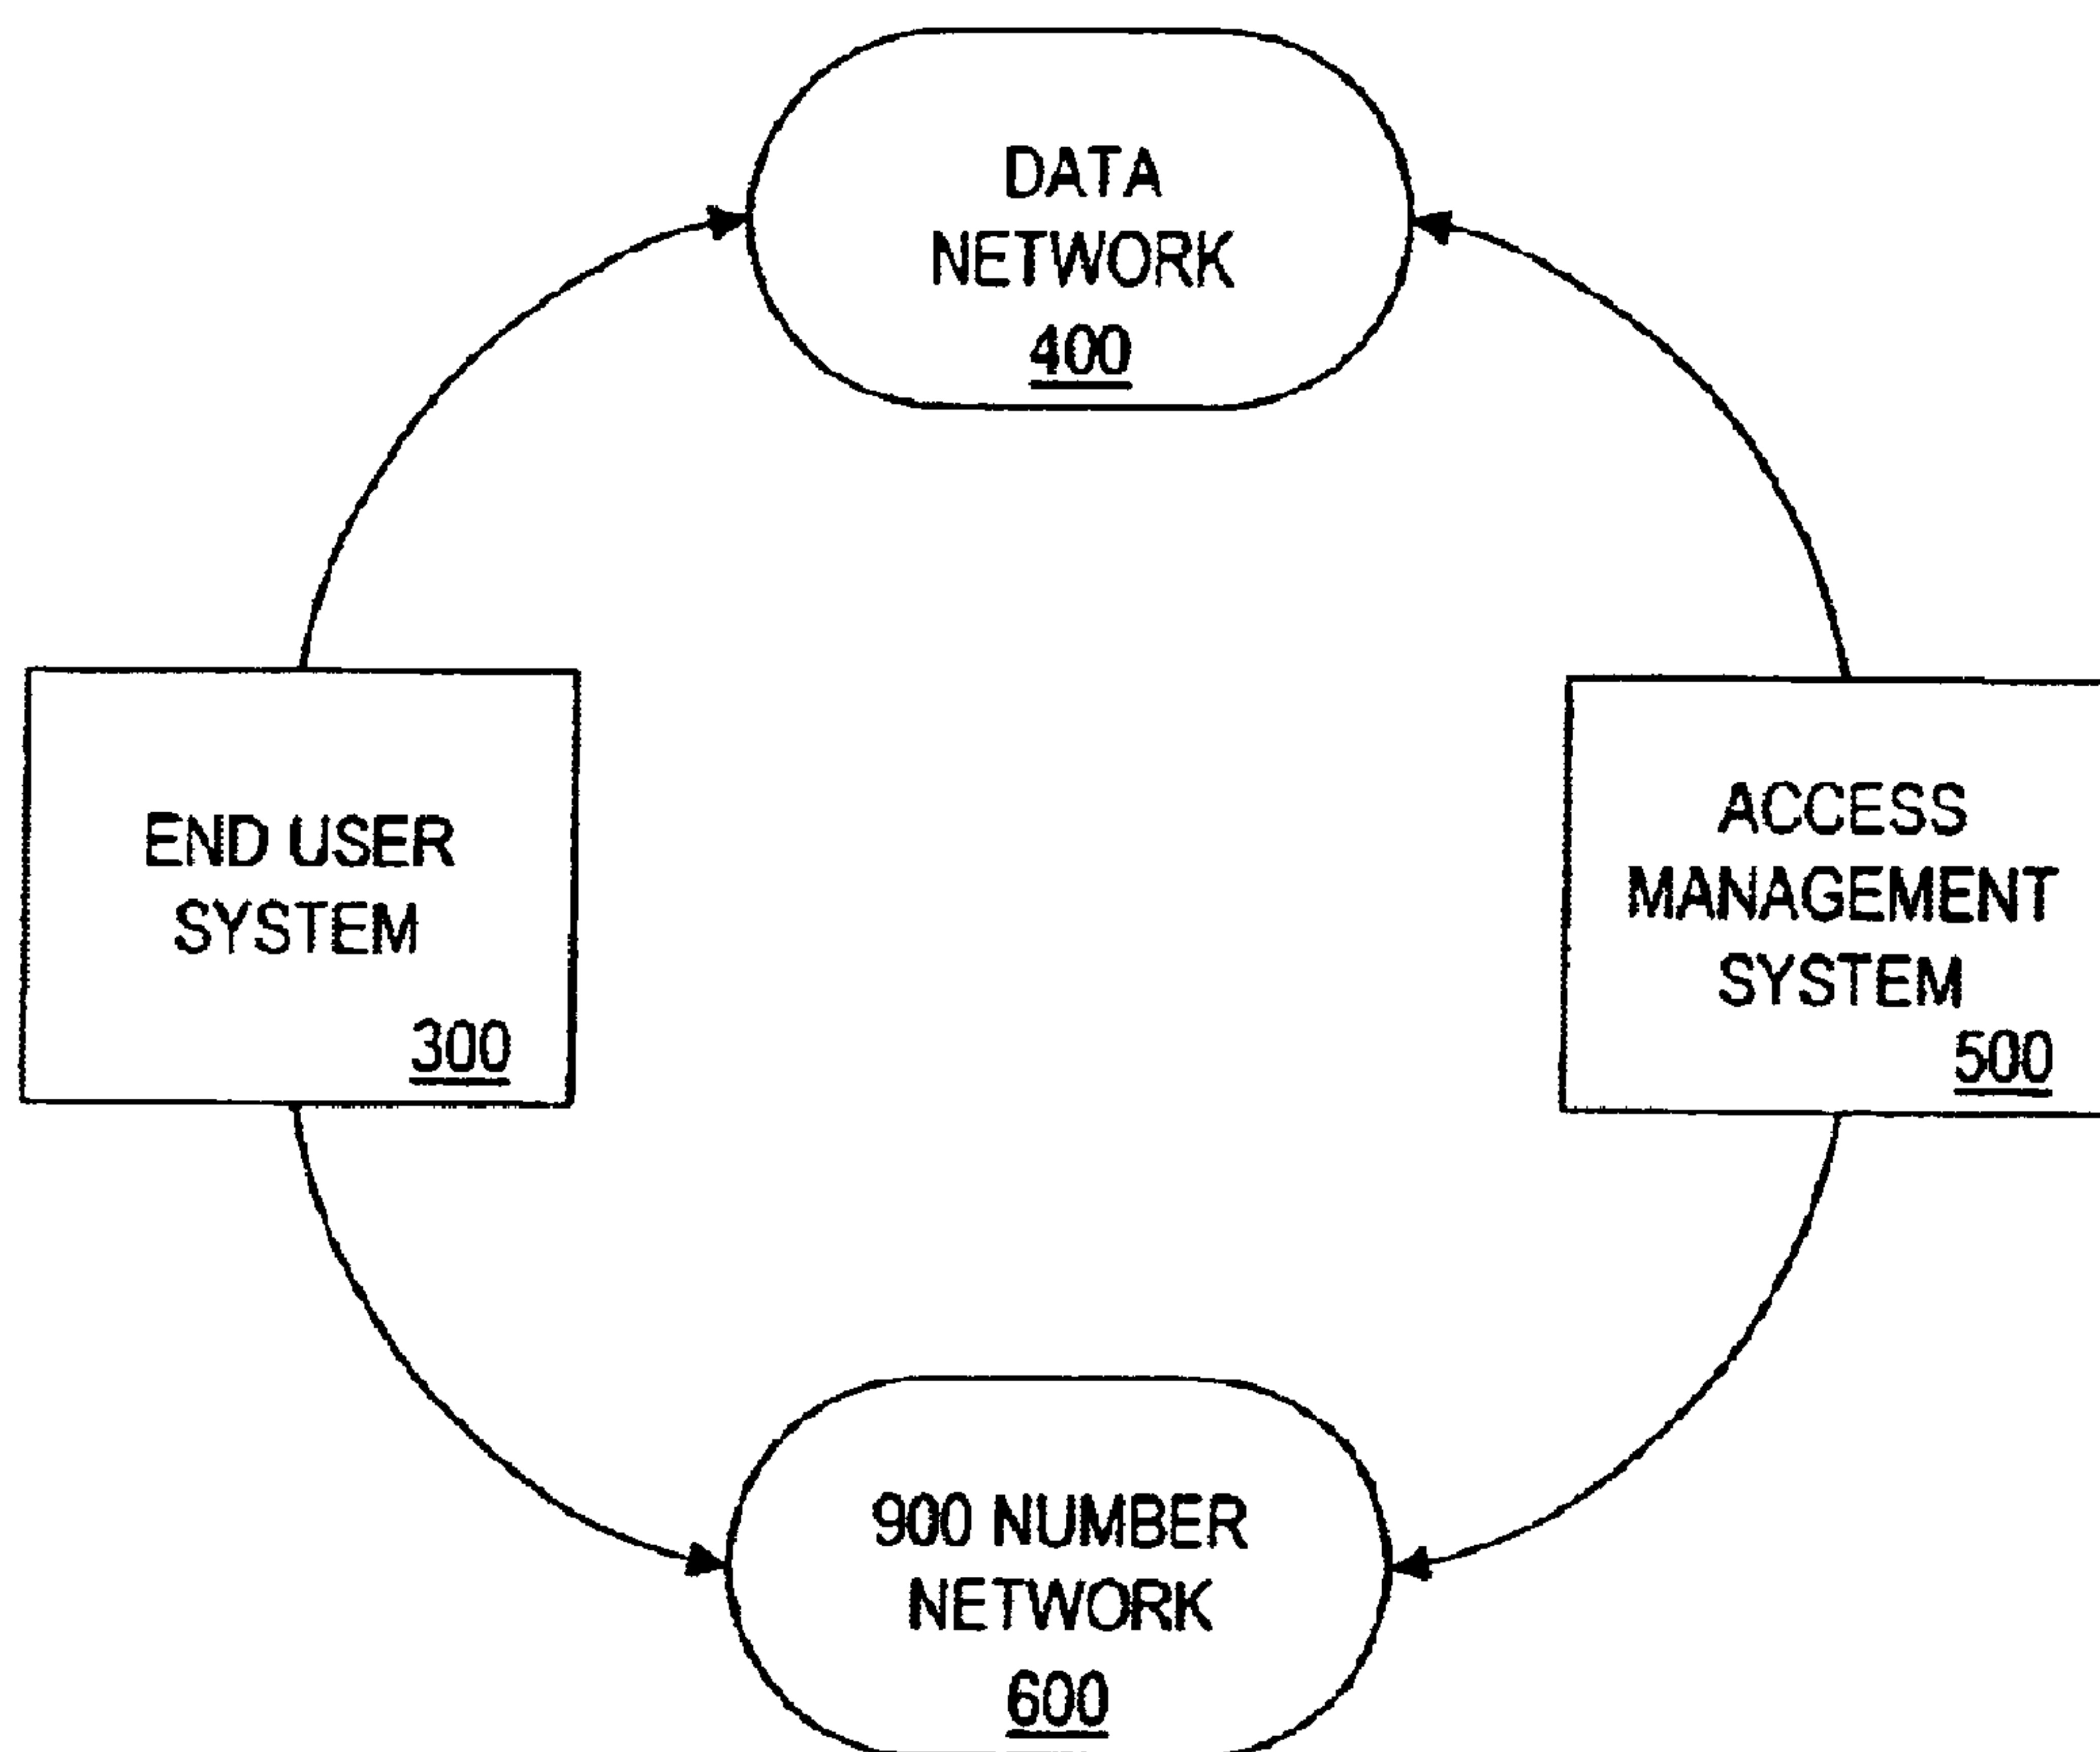 DATA
NETWORK
400
END USER
SYSTEM
300
ACCESS
MANAGEMENT
SYSTEM
500
900 NUMBER
NETWORK
600